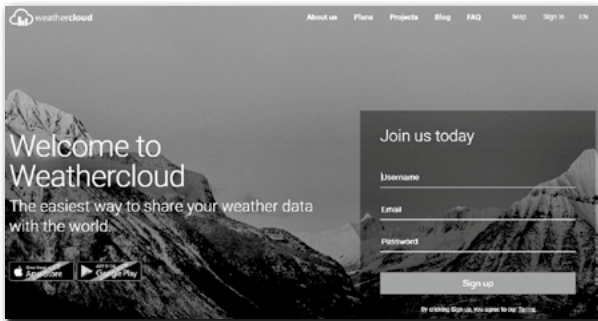 weathercloud
About us Plans Projects Blog FAQ Map Sign in EN
Welcome to
Weathercloud
The easiest way to share your weather data
with the world.
Join us today
Username
Email
Password
Sign up
By clicking Sign up, you agree to our Terms.
App Store
Google Play